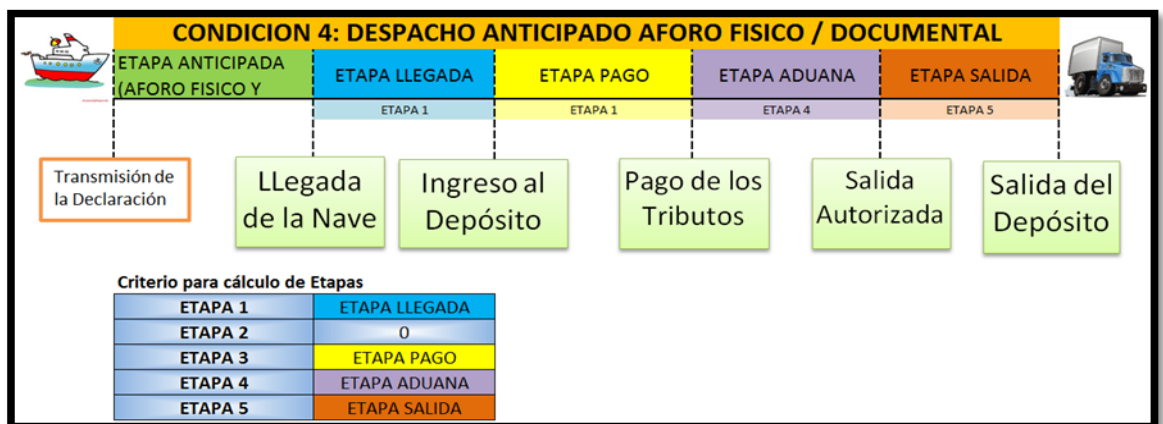 CONDICION 4: DESPACHO ANTICIPADO AFORO FISICO / DOCUMENTAL
ETAPA ANTICIPADA
(AFORO FISICO Y
ETAPA LLEGADA
ETAPA PAGO
ETAPA ADUANA
ETAPA SALIDA
ETAPA 1
ETAPA 1
ETAPA 4
ETAPA 5
Transmisión de
la Declaración
LLegada
de la Nave
Ingreso al
Depósito
Pago de los
Tributos
Salida
Autorizada
Salida del
Depósito
Criterio para cálculo de Etapas
ETAPA 1 ETAPA LLEGADA
ETAPA 2 0
ETAPA 3 ETAPA PAGO
ETAPA 4 ETAPA ADUANA
ETAPA 5 ETAPA SALIDA